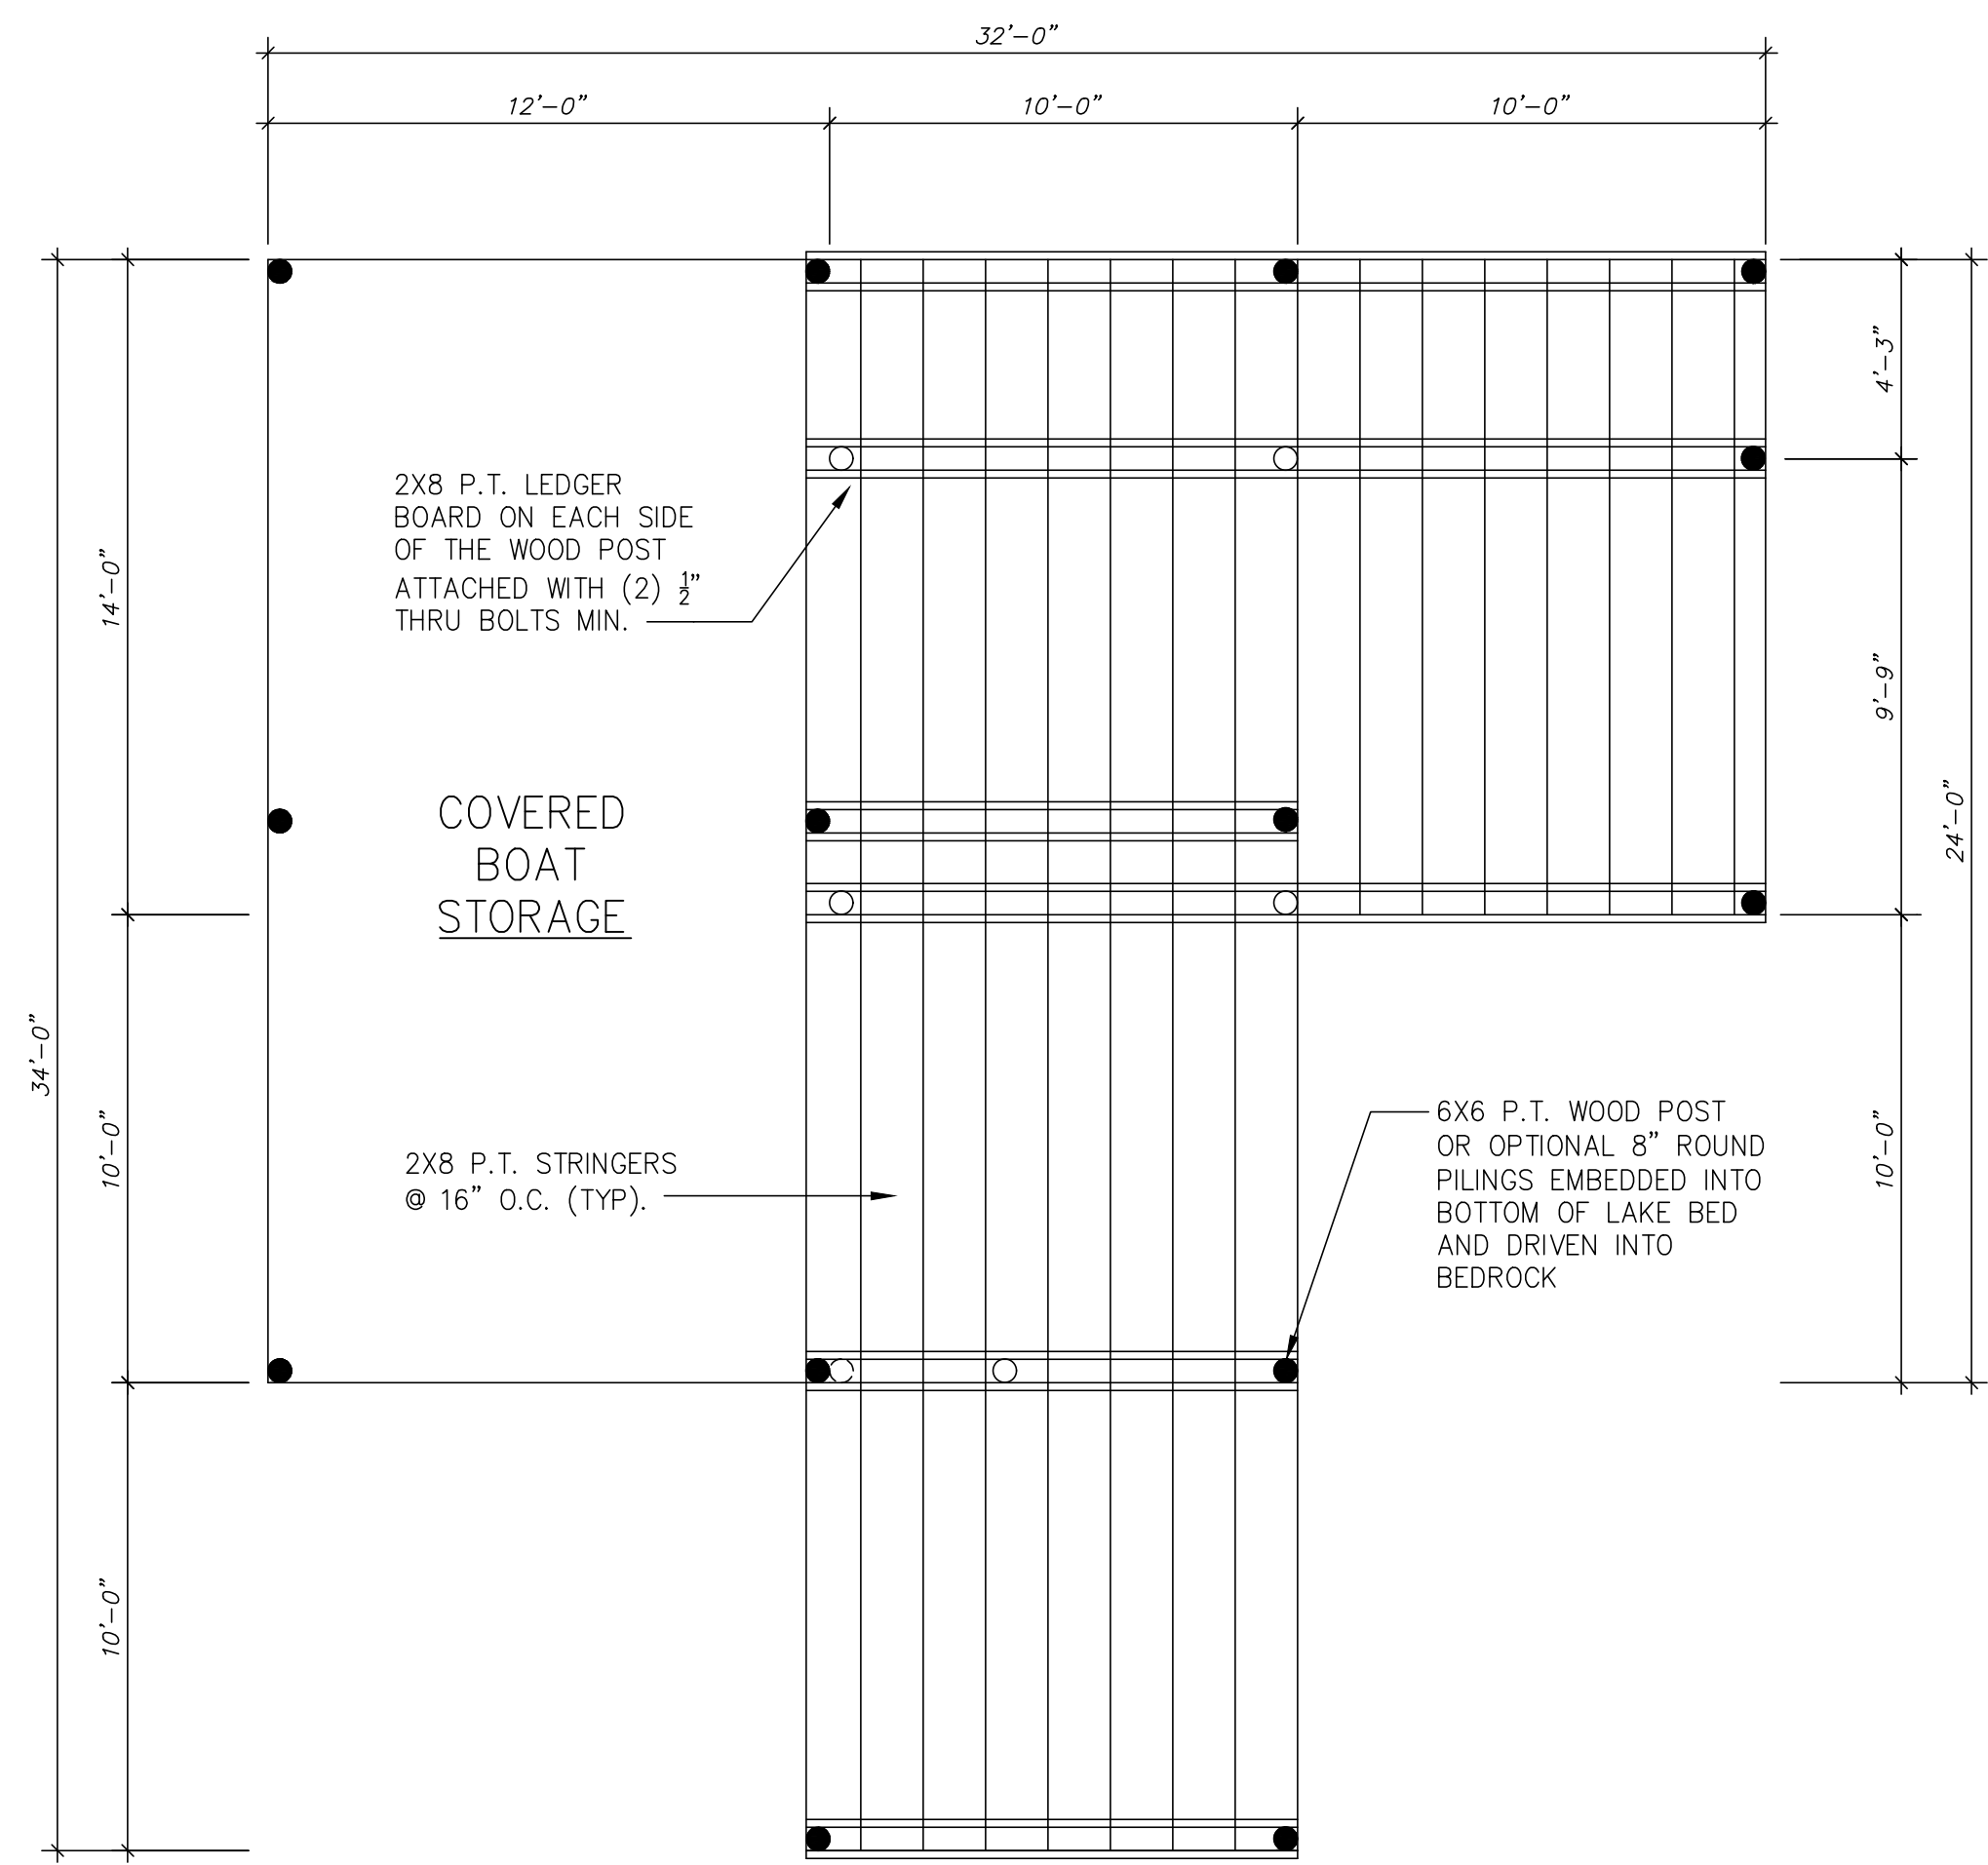 32'-0"
12'-0"
10'-0"
10'-0"
2X8 P.T. LEDGER
BOARD ON EACH SIDE
OF THE WOOD POST
ATTACHED WITH (2) ½"
THRU BOLTS MIN.
COVERED
BOAT
STORAGE
2X8 P.T. STRINGERS
@ 16" O.C. (TYP).
6X6 P.T. WOOD POST
OR OPTIONAL 8" ROUND
PILINGS EMBEDDED INTO
BOTTOM OF LAKE BED
AND DRIVEN INTO
BEDROCK
34'-0"
14'-0"
10'-0"
10'-0"
4'-3"
9'-9"
10'-0"
24'-0"